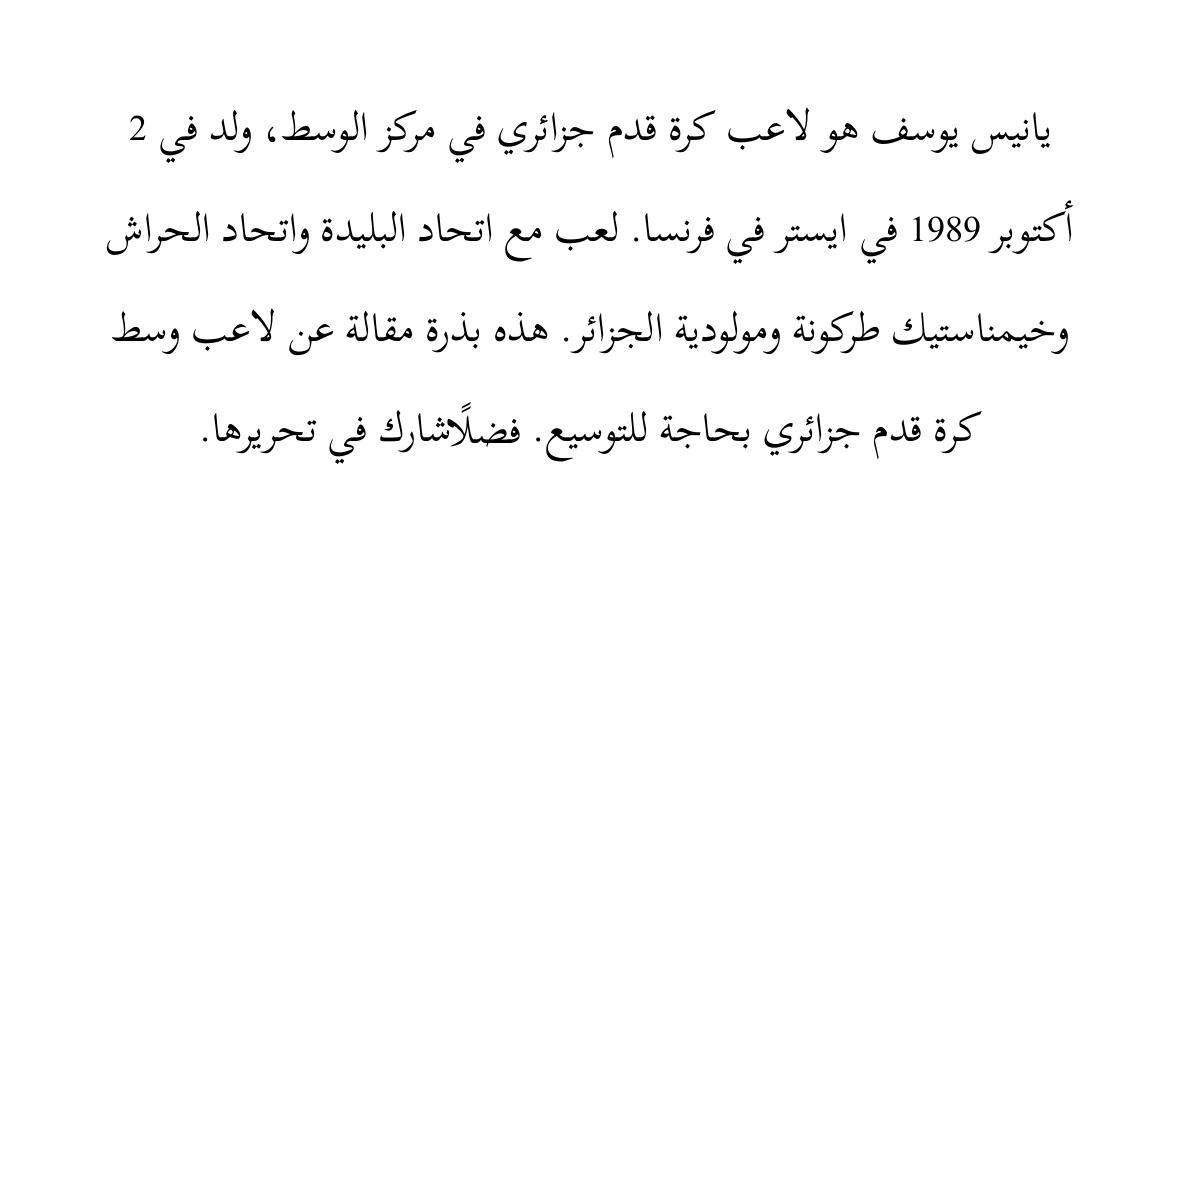 يانيس يوسف هو لاعب كرة قدم جزائري في مركز الوسط، ولد في 2
أكتوبر 1989 في ايستر في فرنسا. لعب مع اتحاد البليدة واتحاد الحراش
وخيمناستيك طركونة ومولودية الجزائر. هذه بذرة مقالة عن لاعب وسط
كرة قدم جزائري بحاجة للتوسيع. فضلًاشارك في تحريرها.